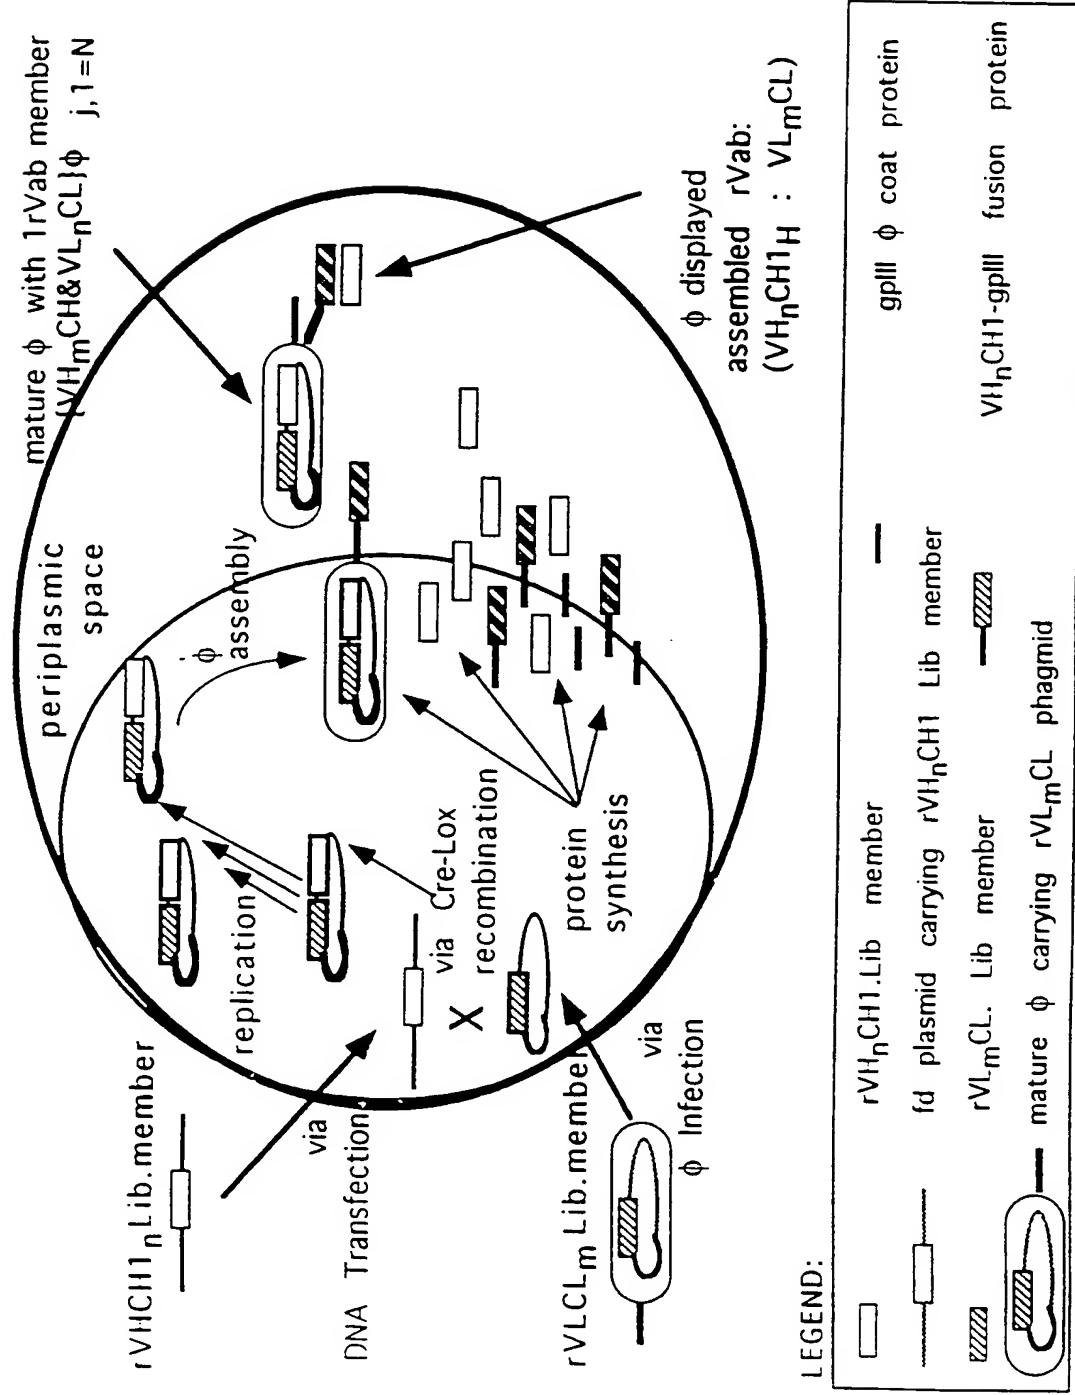 mature ϕ with 1rVab member
{VHmCH&VLnCL}ϕ j,1=N
periplasmic
space
ϕ
assembly
rVHCH1n Lib.member
replication
via
DNA Transfection
via Cre-Lox
recombination
X
protein
synthesis
rVLCLm Lib.member
via
ϕ Infection
ϕ displayed
assembled rVab:
(VHnCH1H : VLmCL)
LEGEND:
rVHnCH1.Lib member
gpIII ϕ coat protein
fd plasmid carrying rVHnCH1 Lib member
rVLmCL. Lib member
VHnCH1-gpIII fusion protein
mature ϕ carrying rVLmCL phagmid